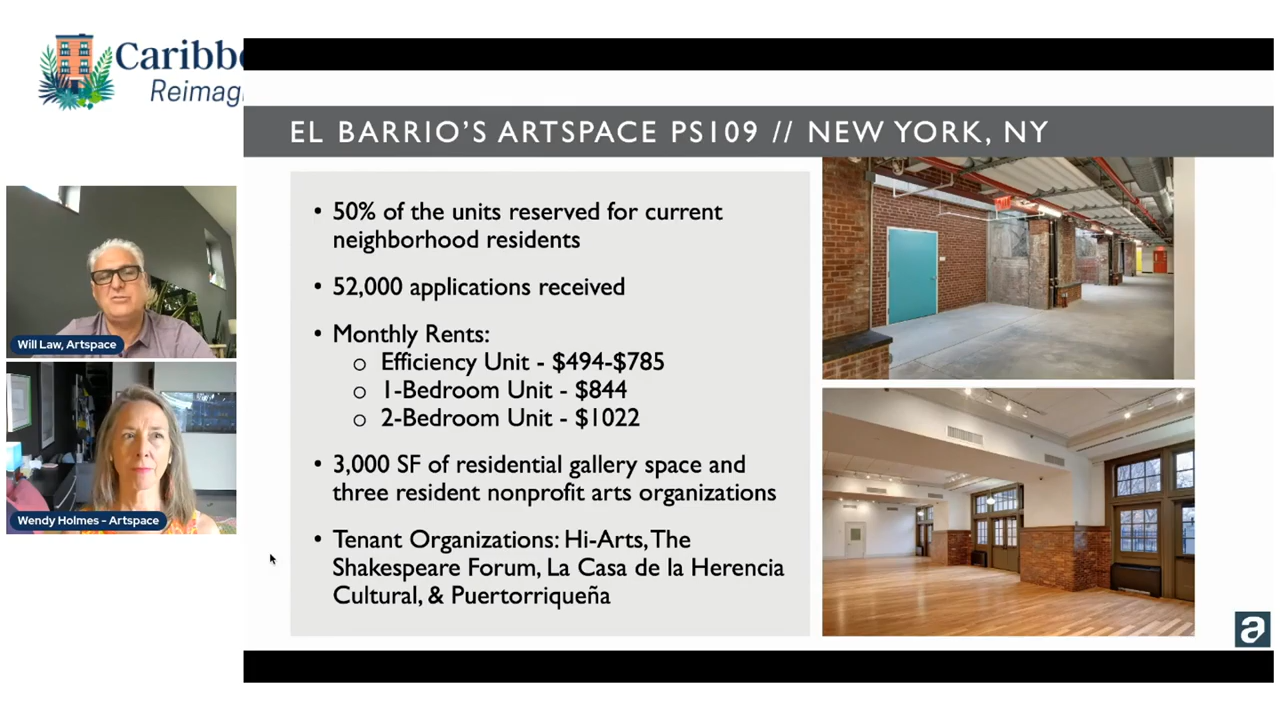 Caribbe
Reimag
EL BARRIO'S ARTSPACE PS109 // NEW YORK, NY
• 50% of the units reserved for current
neighborhood residents
• 52,000 applications received
• Monthly Rents:
o Efficiency Unit - $494-$785
o 1-Bedroom Unit - $844
o 2-Bedroom Unit - $1022
• 3,000 SF of residential gallery space and
three resident nonprofit arts organizations
• Tenant Organizations: Hi-Arts, The
Shakespeare Forum, La Casa de la Herencia
Cultural, & Puertorriqueña
Will Law, Artspace
Wendy Holmes - Artspace
a